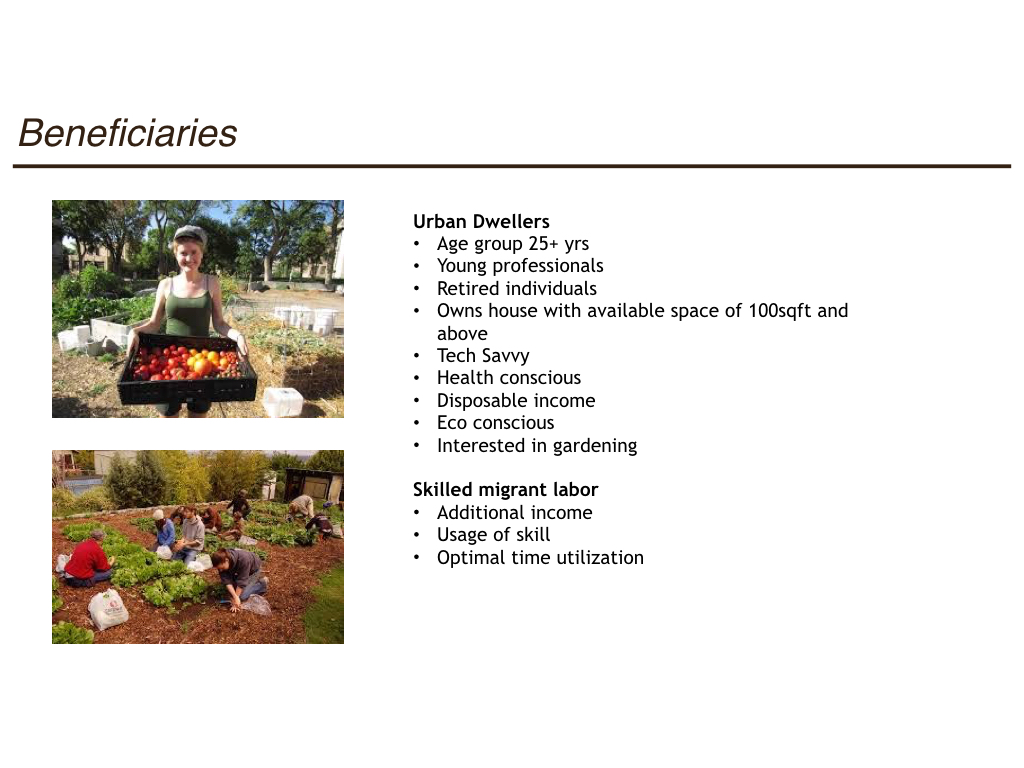 Beneficiaries
Urban Dwellers
• Age group 25+ yrs
• Young professionals
• Retired individuals
• Owns house with available space of 100sqft and
above
• Tech Savvy
• Health conscious
• Disposable income
• Eco conscious
• Interested in gardening
Skilled migrant labor
• Additional income
• Usage of skill
• Optimal time utilization